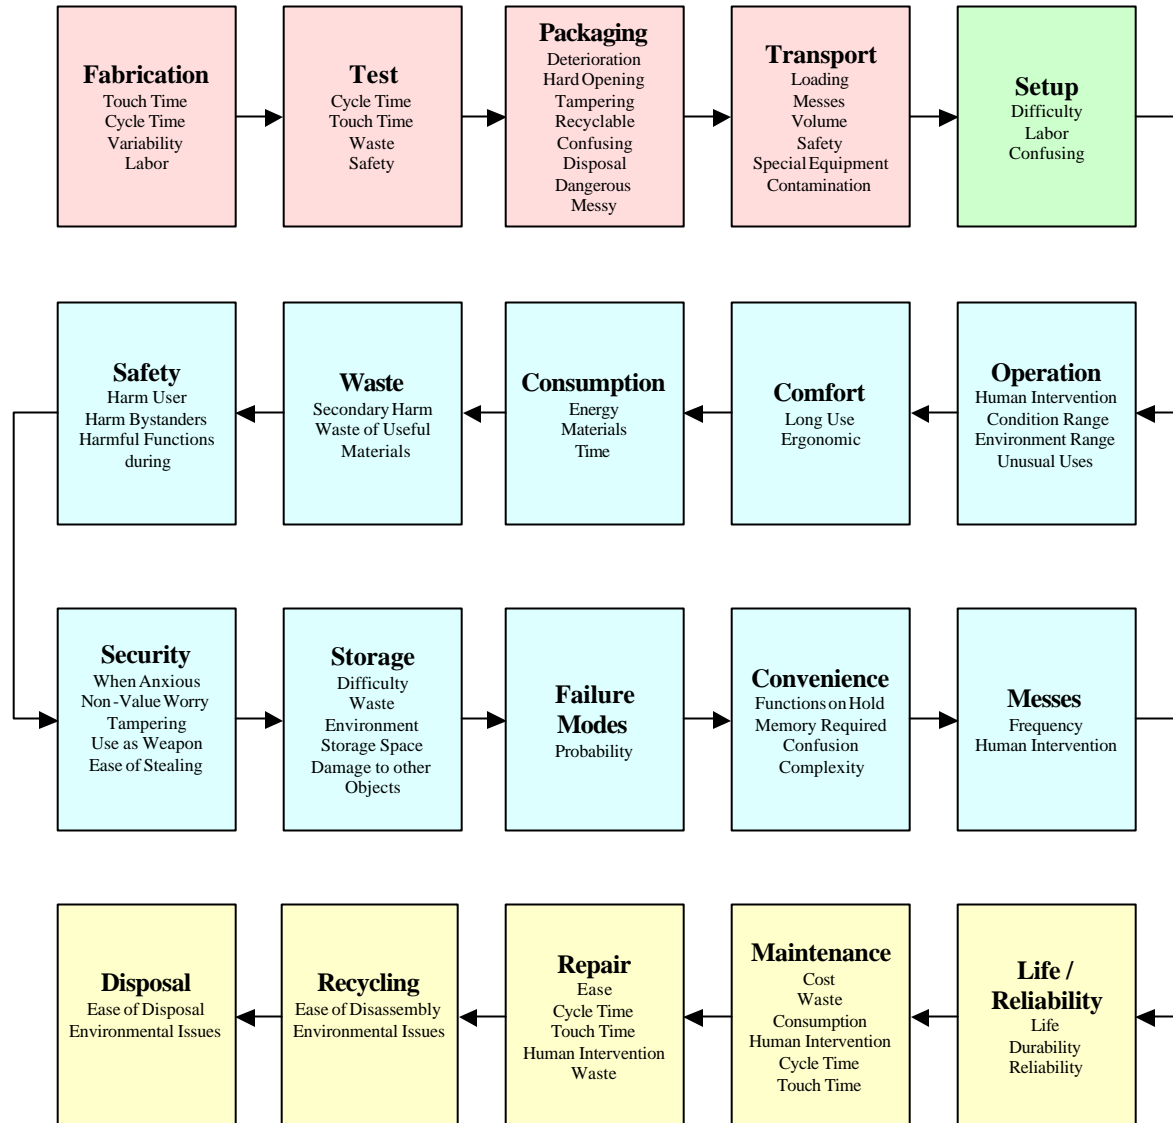 Fabrication
Touch Time
Cycle Time
Variability
Labor
Test
Cycle Time
Touch Time
Waste
Safety
Packaging
Deterioration
Hard Opening
Tampering
Recyclable
Confusing
Disposal
Dangerous
Messy
Transport
Loading
Messes
Volume
Safety
Special Equipment
Contamination
Setup
Difficulty
Labor
Confusing
Safety
Harm User
Harm Bystanders
Harmful Functions
during
Waste
Secondary Harm
Waste of Useful
Materials
Consumption
Energy
Materials
Time
Comfort
Long Use
Ergonomic
Operation
Human Intervention
Condition Range
Environment Range
Unusual Uses
Security
When Anxious
Non-Value Worry
Tampering
Use as Weapon
Ease of Stealing
Storage
Difficulty
Waste
Environment
Storage Space
Damage to other
Objects
Failure
Modes
Probability
Convenience
Functions on Hold
Memory Required
Confusion
Complexity
Messes
Frequency
Human Intervention
Disposal
Ease of Disposal
Environmental Issues
Recycling
Ease of Disassembly
Environmental Issues
Repair
Ease
Cycle Time
Touch Time
Human Intervention
Waste
Maintenance
Cost
Waste
Consumption
Human Intervention
Cycle Time
Touch Time
Life /
Reliability
Life
Durability
Reliability